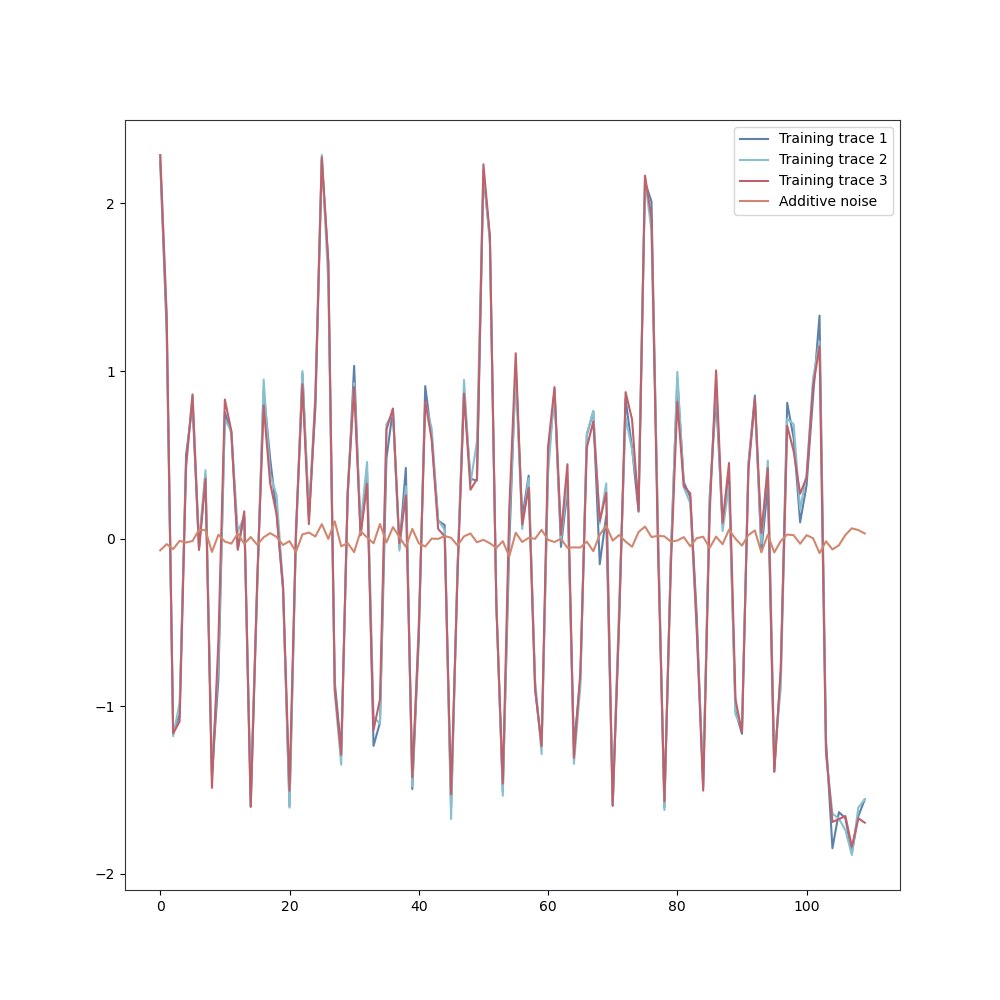 Training trace 1
Training trace 2
Training trace 3
Additive noise
2
1
0
−1
−2
0 20 40 60 80 100